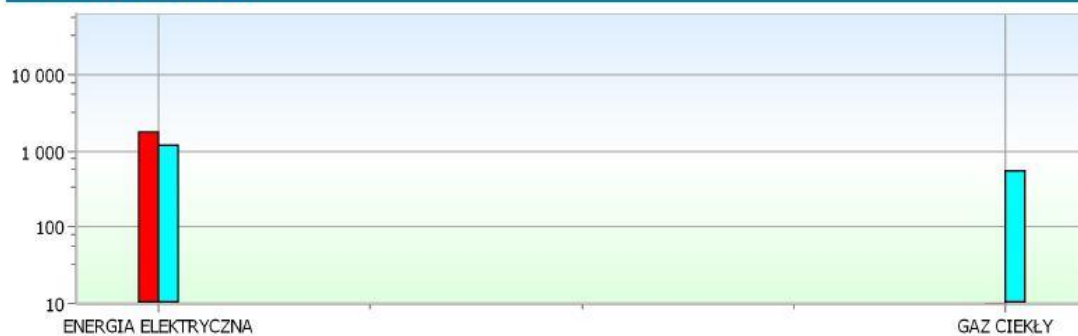 10 000
1 000
100
10
ENERGIA ELEKTRYCZNA GAZ CIEKŁY